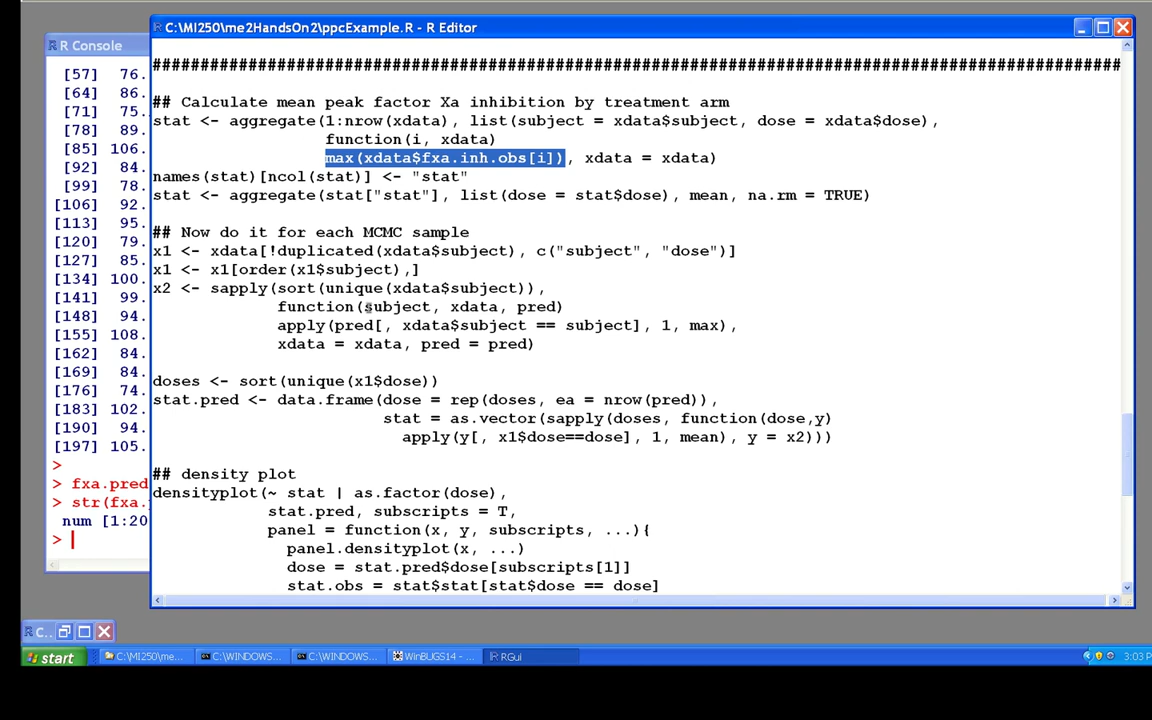 C:\MI250\me2HandsOn2\ppcExample.R - R Editor
R Console
[57] 76.
[64] 86.
[71] 75.
[78] 89.
[85] 106.
[92] 84.
[99] 78.
[106] 92.
[113] 95.
[120] 79.
[127] 85.
[134] 100.
[141] 99.
[148] 94.
[155] 108.
[162] 84.
[169] 84.
[176] 74.
[183] 102.
[190] 94.
[197] 105.
>
> fxa.pred
> str(fxa.
num [1:20
>
#####################################################################################################
## Calculate mean peak factor Xa inhibition by treatment arm
stat <- aggregate(1:nrow(xdata), list(subject = xdata$subject, dose = xdata$dose),
function(i, xdata)
max(xdata$fxa.inh.obs[i]), xdata = xdata)
names(stat)[ncol(stat)] <- "stat"
stat <- aggregate(stat["stat"], list(dose = stat$dose), mean, na.rm = TRUE)
## Now do it for each MCMC sample
x1 <- xdata[!duplicated(xdata$subject), c("subject", "dose")]
x1 <- x1[order(x1$subject),]
x2 <- sapply(sort(unique(xdata$subject)),
function(subject, xdata, pred)
apply(pred[, xdata$subject == subject], 1, max),
xdata = xdata, pred = pred)
doses <- sort(unique(x1$dose))
stat.pred <- data.frame(dose = rep(doses, ea = nrow(pred)),
stat = as.vector(sapply(doses, function(dose,y)
apply(y[, x1$dose==dose], 1, mean), y = x2)))
## density plot
densityplot(~ stat | as.factor(dose),
stat.pred, subscripts = T,
panel = function(x, y, subscripts, ...){
panel.densityplot(x, ...)
dose = stat.pred$dose[subscripts[1]]
stat.obs = stat$stat[stat$dose == dose]
C..
start
C:\MI250\me...
C:\WINDOWS...
C:\WINDOWS...
WinBUGS14 - ...
RGui
3:03 P